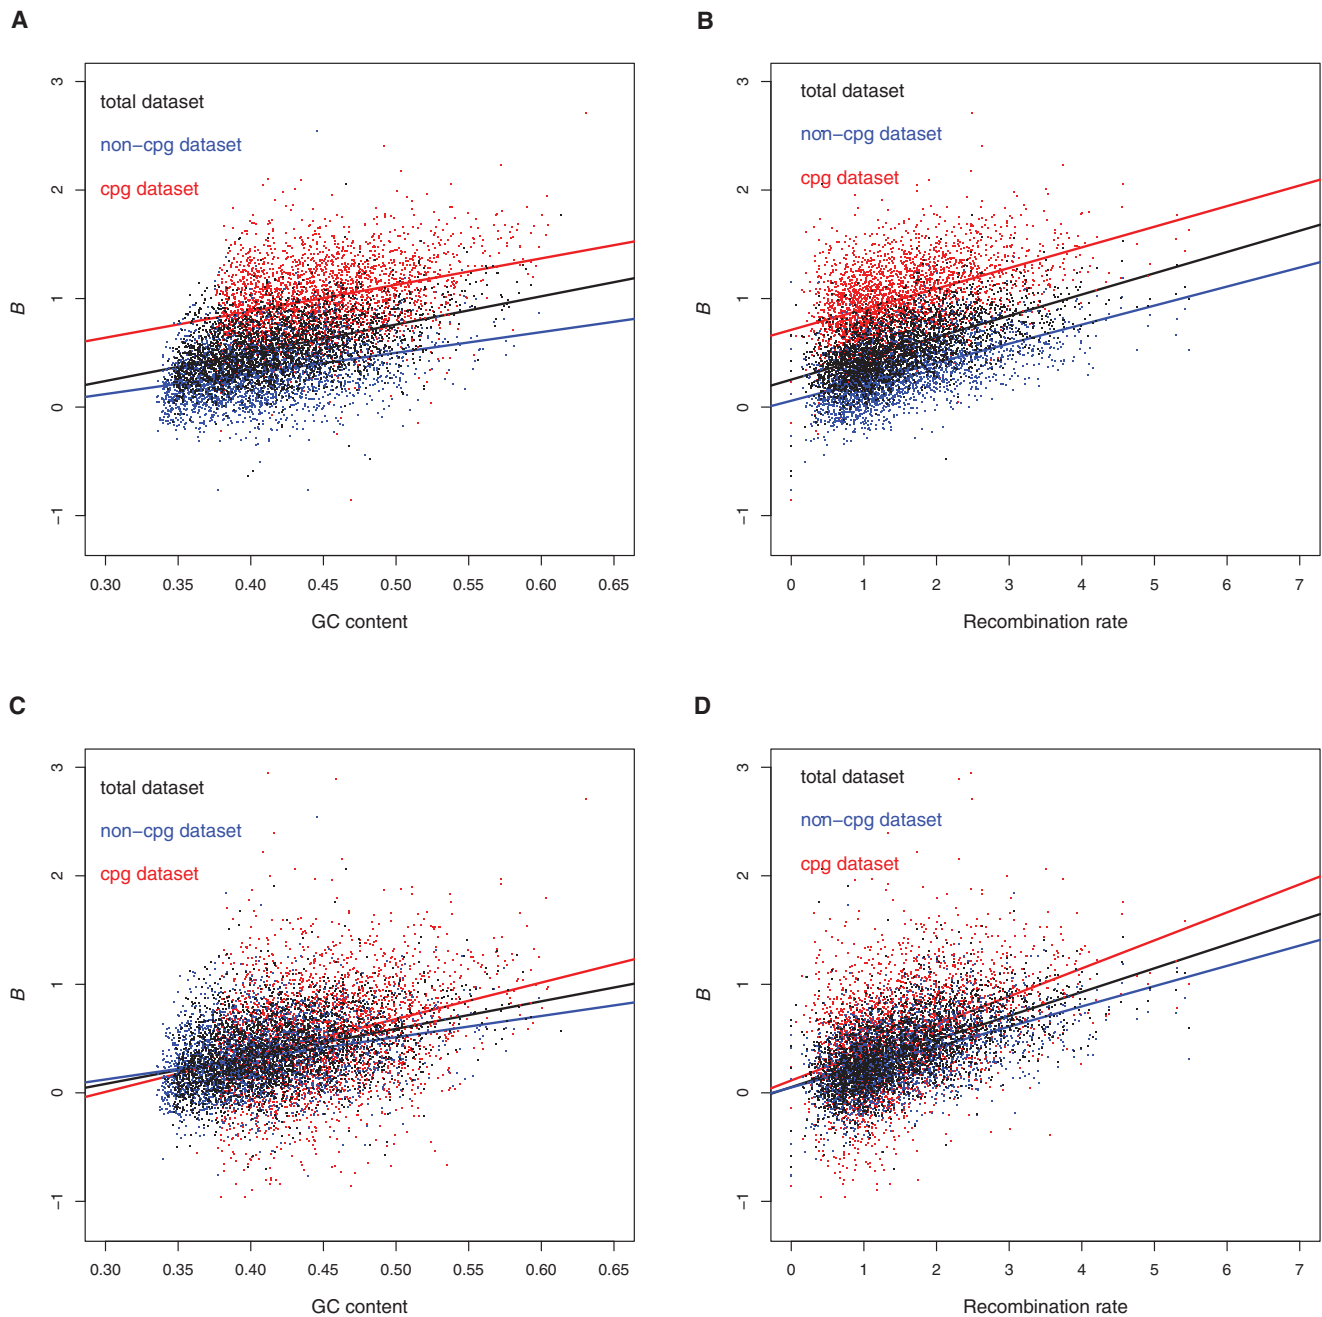 A
3
2
1
0
−1
B
total dataset
non−cpg dataset
cpg dataset
0.30 0.35 0.40 0.45 0.50 0.55 0.60 0.65
GC content
B
3
2
1
0
−1
B
total dataset
non−cpg dataset
cpg dataset
0 1 2 3 4 5 6 7
Recombination rate
C
3
2
1
0
−1
B
total dataset
non−cpg dataset
cpg dataset
0.30 0.35 0.40 0.45 0.50 0.55 0.60 0.65
GC content
D
3
2
1
0
−1
B
total dataset
non−cpg dataset
cpg dataset
0 1 2 3 4 5 6 7
Recombination rate